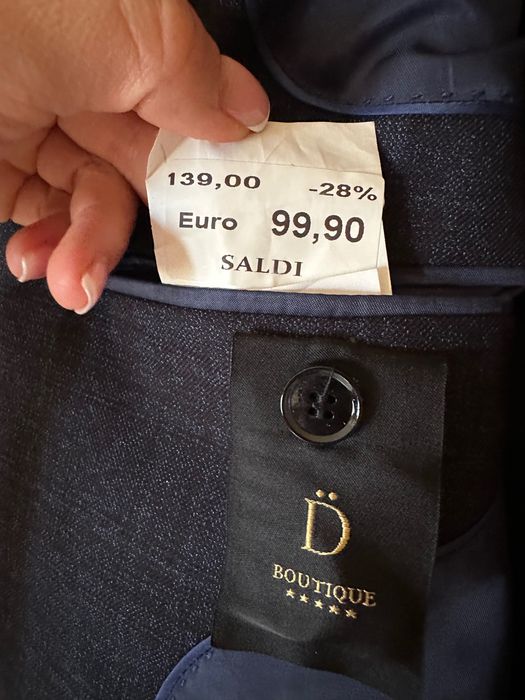 139,00 -28%
Euro 99,90
SALDI
D̈
BOUTIQUE
★★★★★